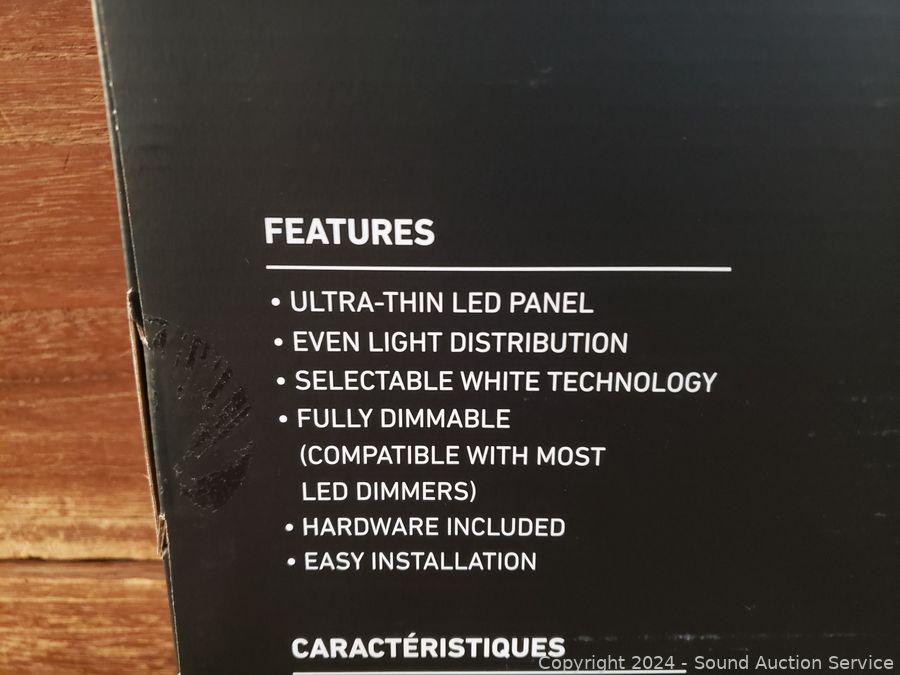 FEATURES
• ULTRA-THIN LED PANEL
• EVEN LIGHT DISTRIBUTION
• SELECTABLE WHITE TECHNOLOGY
• FULLY DIMMABLE
(COMPATIBLE WITH MOST
LED DIMMERS)
• HARDWARE INCLUDED
• EASY INSTALLATION
CARACTÉRISTIQUES
Copyright 2024 - Sound Auction Service